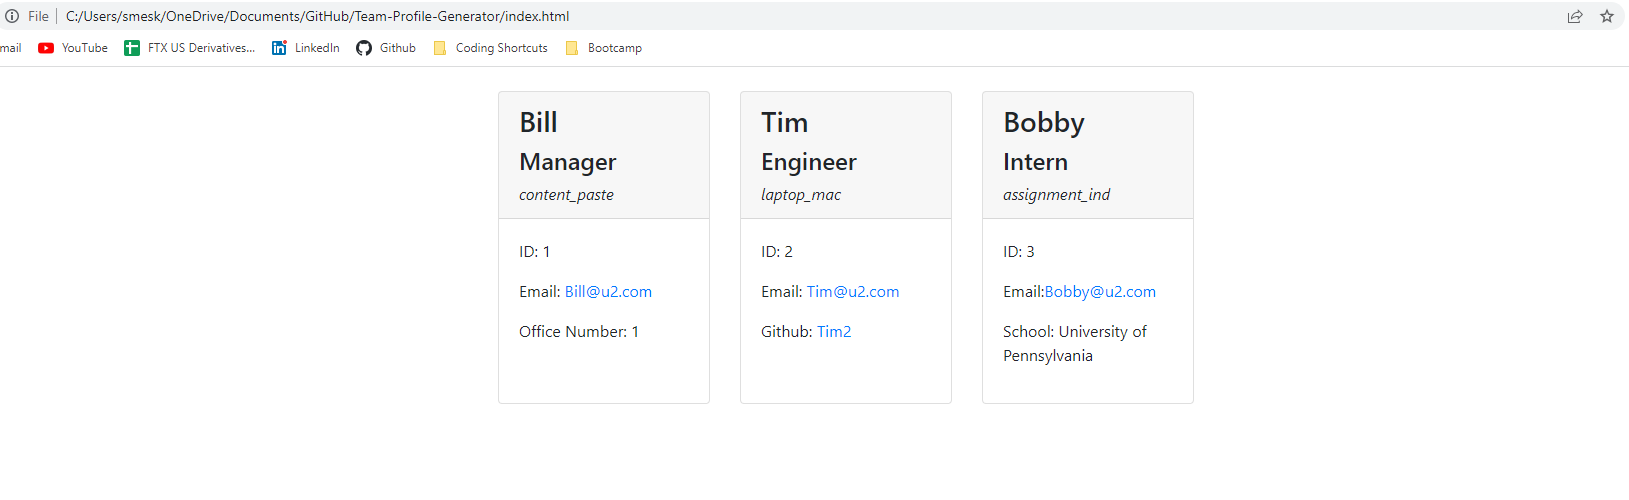 File C:/Users/smesk/OneDrive/Documents/GitHub/Team-Profile-Generator/index.html
mail YouTube FTX US Derivatives... LinkedIn Github Coding Shortcuts Bootcamp
Bill
Manager
content_paste
ID: 1
Email: Bill@u2.com
Office Number: 1
Tim
Engineer
laptop_mac
ID: 2
Email: Tim@u2.com
Github: Tim2
Bobby
Intern
assignment_ind
ID: 3
Email:Bobby@u2.com
School: University of
Pennsylvania